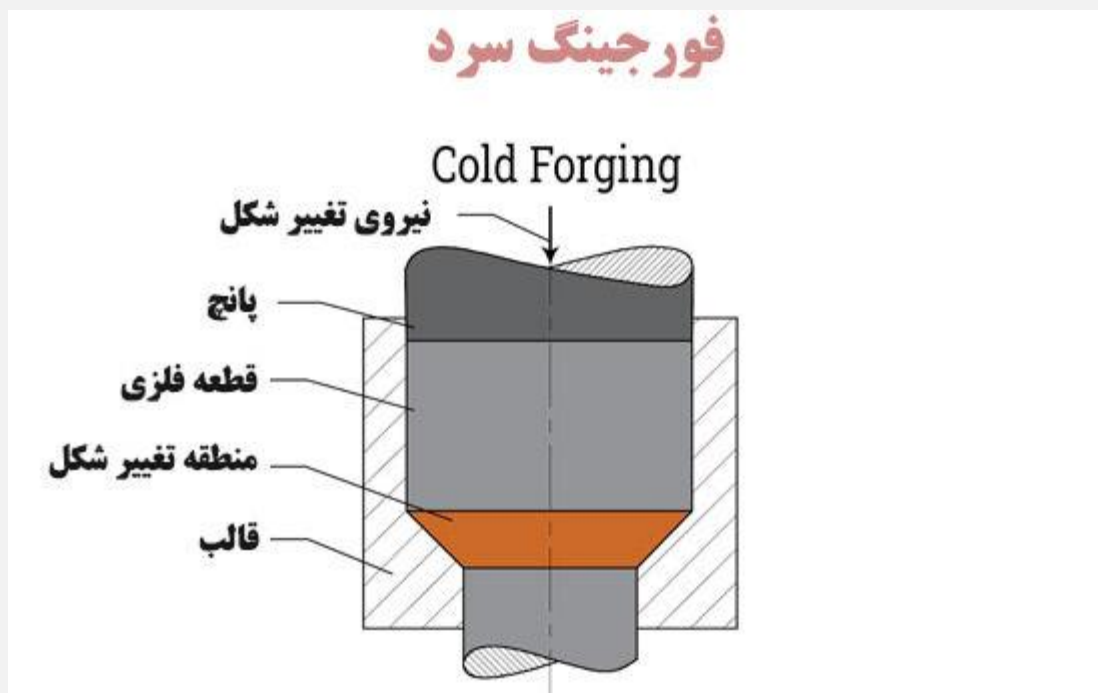 فورجینگ سرد
Cold Forging
نیروی تغییر شکل
پانچ
قطعه فلزی
منطقه تغییر شکل
قالب